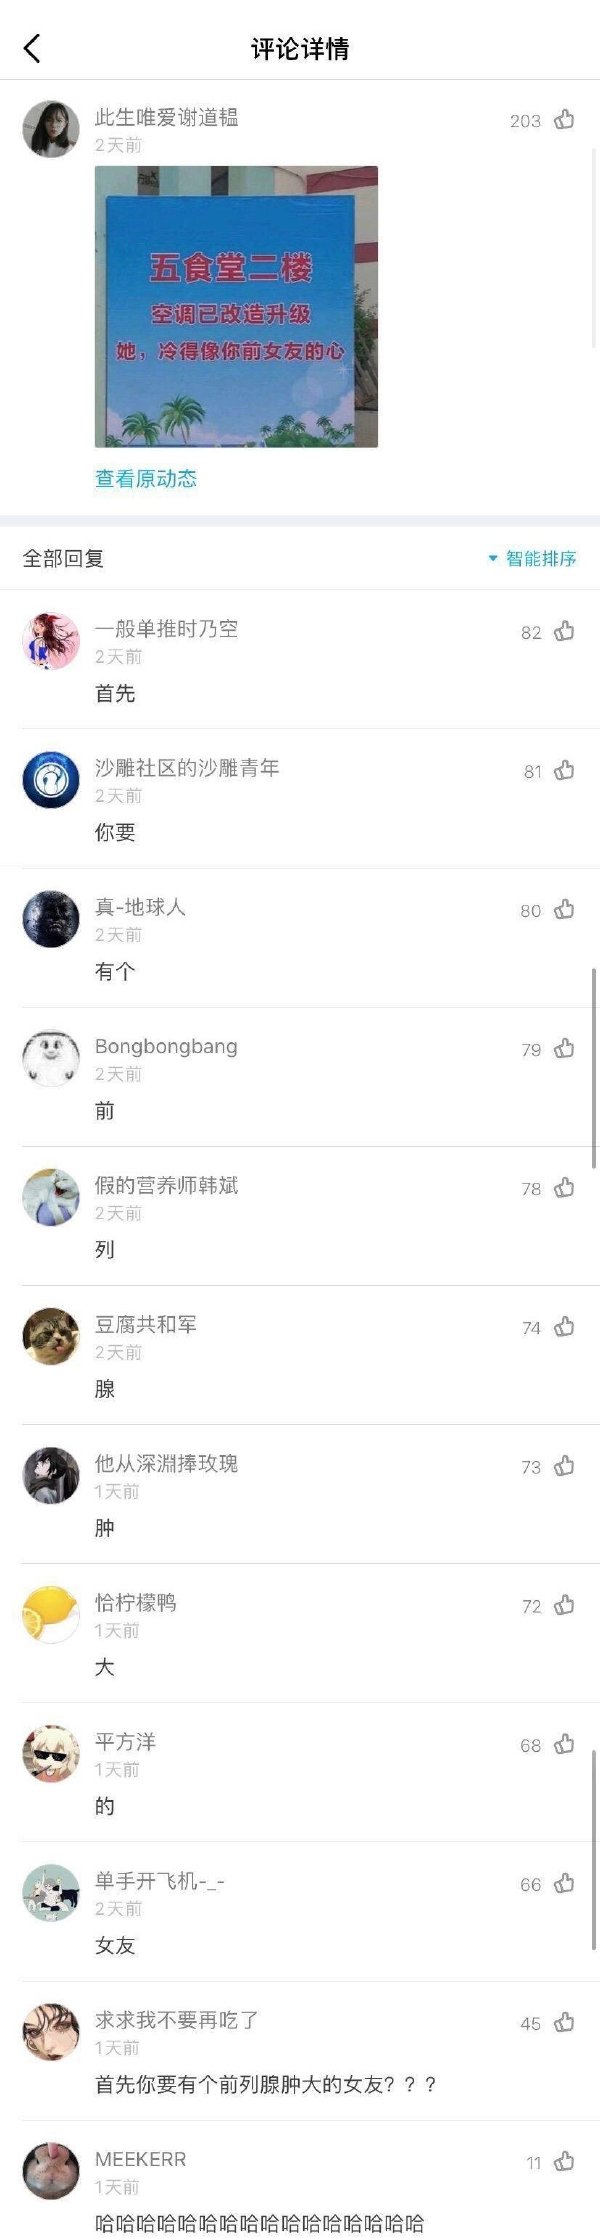 评论详情
此生唯爱谢道韫
203
2天前
五食堂二楼
空调已改造升级
她，冷得像你前女友的心
查看原动态
全部回复
智能排序
一般单推时乃空
82
2天前
首先
沙雕社区的沙雕青年
81
2天前
你要
真-地球人
80
2天前
有个
Bongbongbang
79
2天前
前
假的营养师韩斌
78
2天前
列
豆腐共和军
74
2天前
腺
他从深淵捧玫瑰
73
1天前
肿
恰柠檬鸭
72
1天前
大
平方洋
68
1天前
的
单手开飞机-_-
66
2天前
女友
求求我不要再吃了
45
1天前
首先你要有个前列腺肿大的女友？？？
MEEKERR
11
1天前
哈哈哈哈哈哈哈哈哈哈哈哈哈哈哈哈